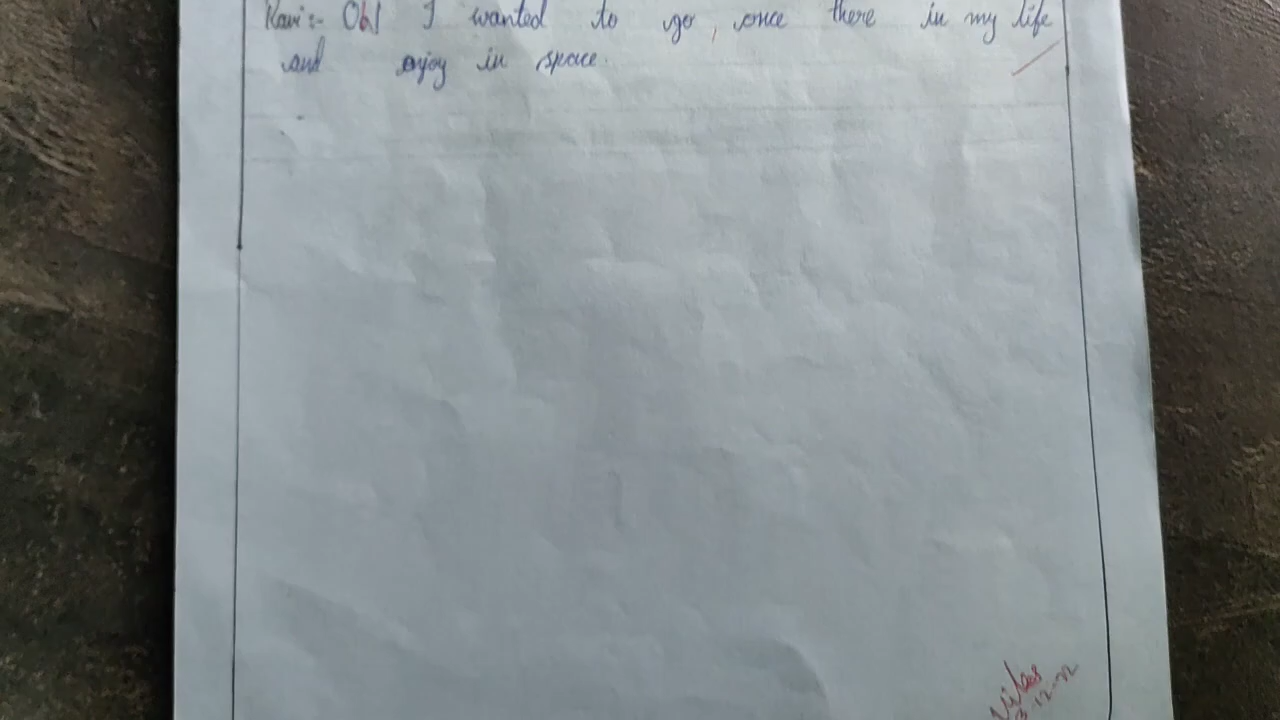 Kavi:- Oh! I wanted to go, once there in my life
and enjoy in space.